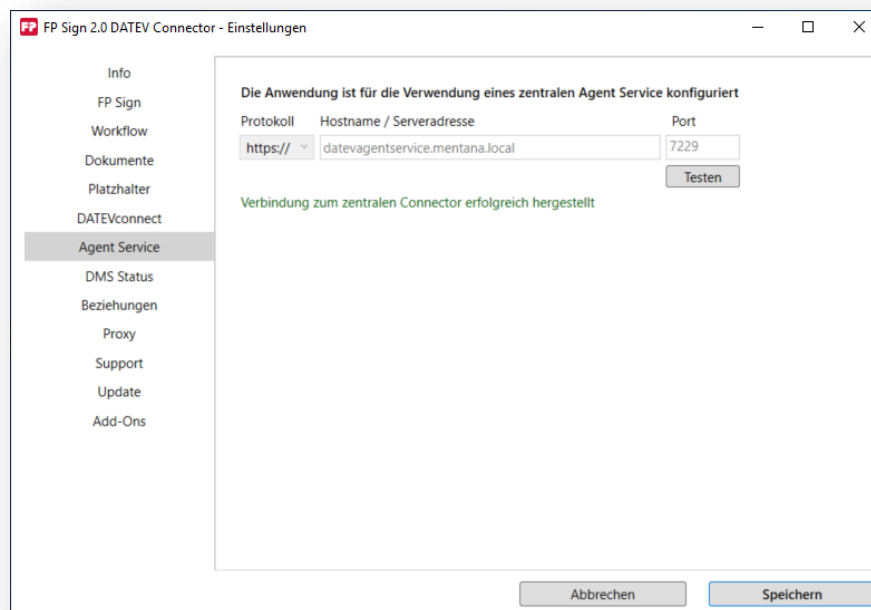 FP FP Sign 2.0 DATEV Connector - Einstellungen
Info
FP Sign
Workflow
Dokumente
Platzhalter
DATEVconnect
Agent Service
DMS Status
Beziehungen
Proxy
Support
Update
Add-Ons
Die Anwendung ist für die Verwendung eines zentralen Agent Service konfiguriert
Protokoll Hostname / Serveradresse Port
https:// datevagentservice.mentana.local 7229
Testen
Verbindung zum zentralen Connector erfolgreich hergestellt
Abbrechen Speichern